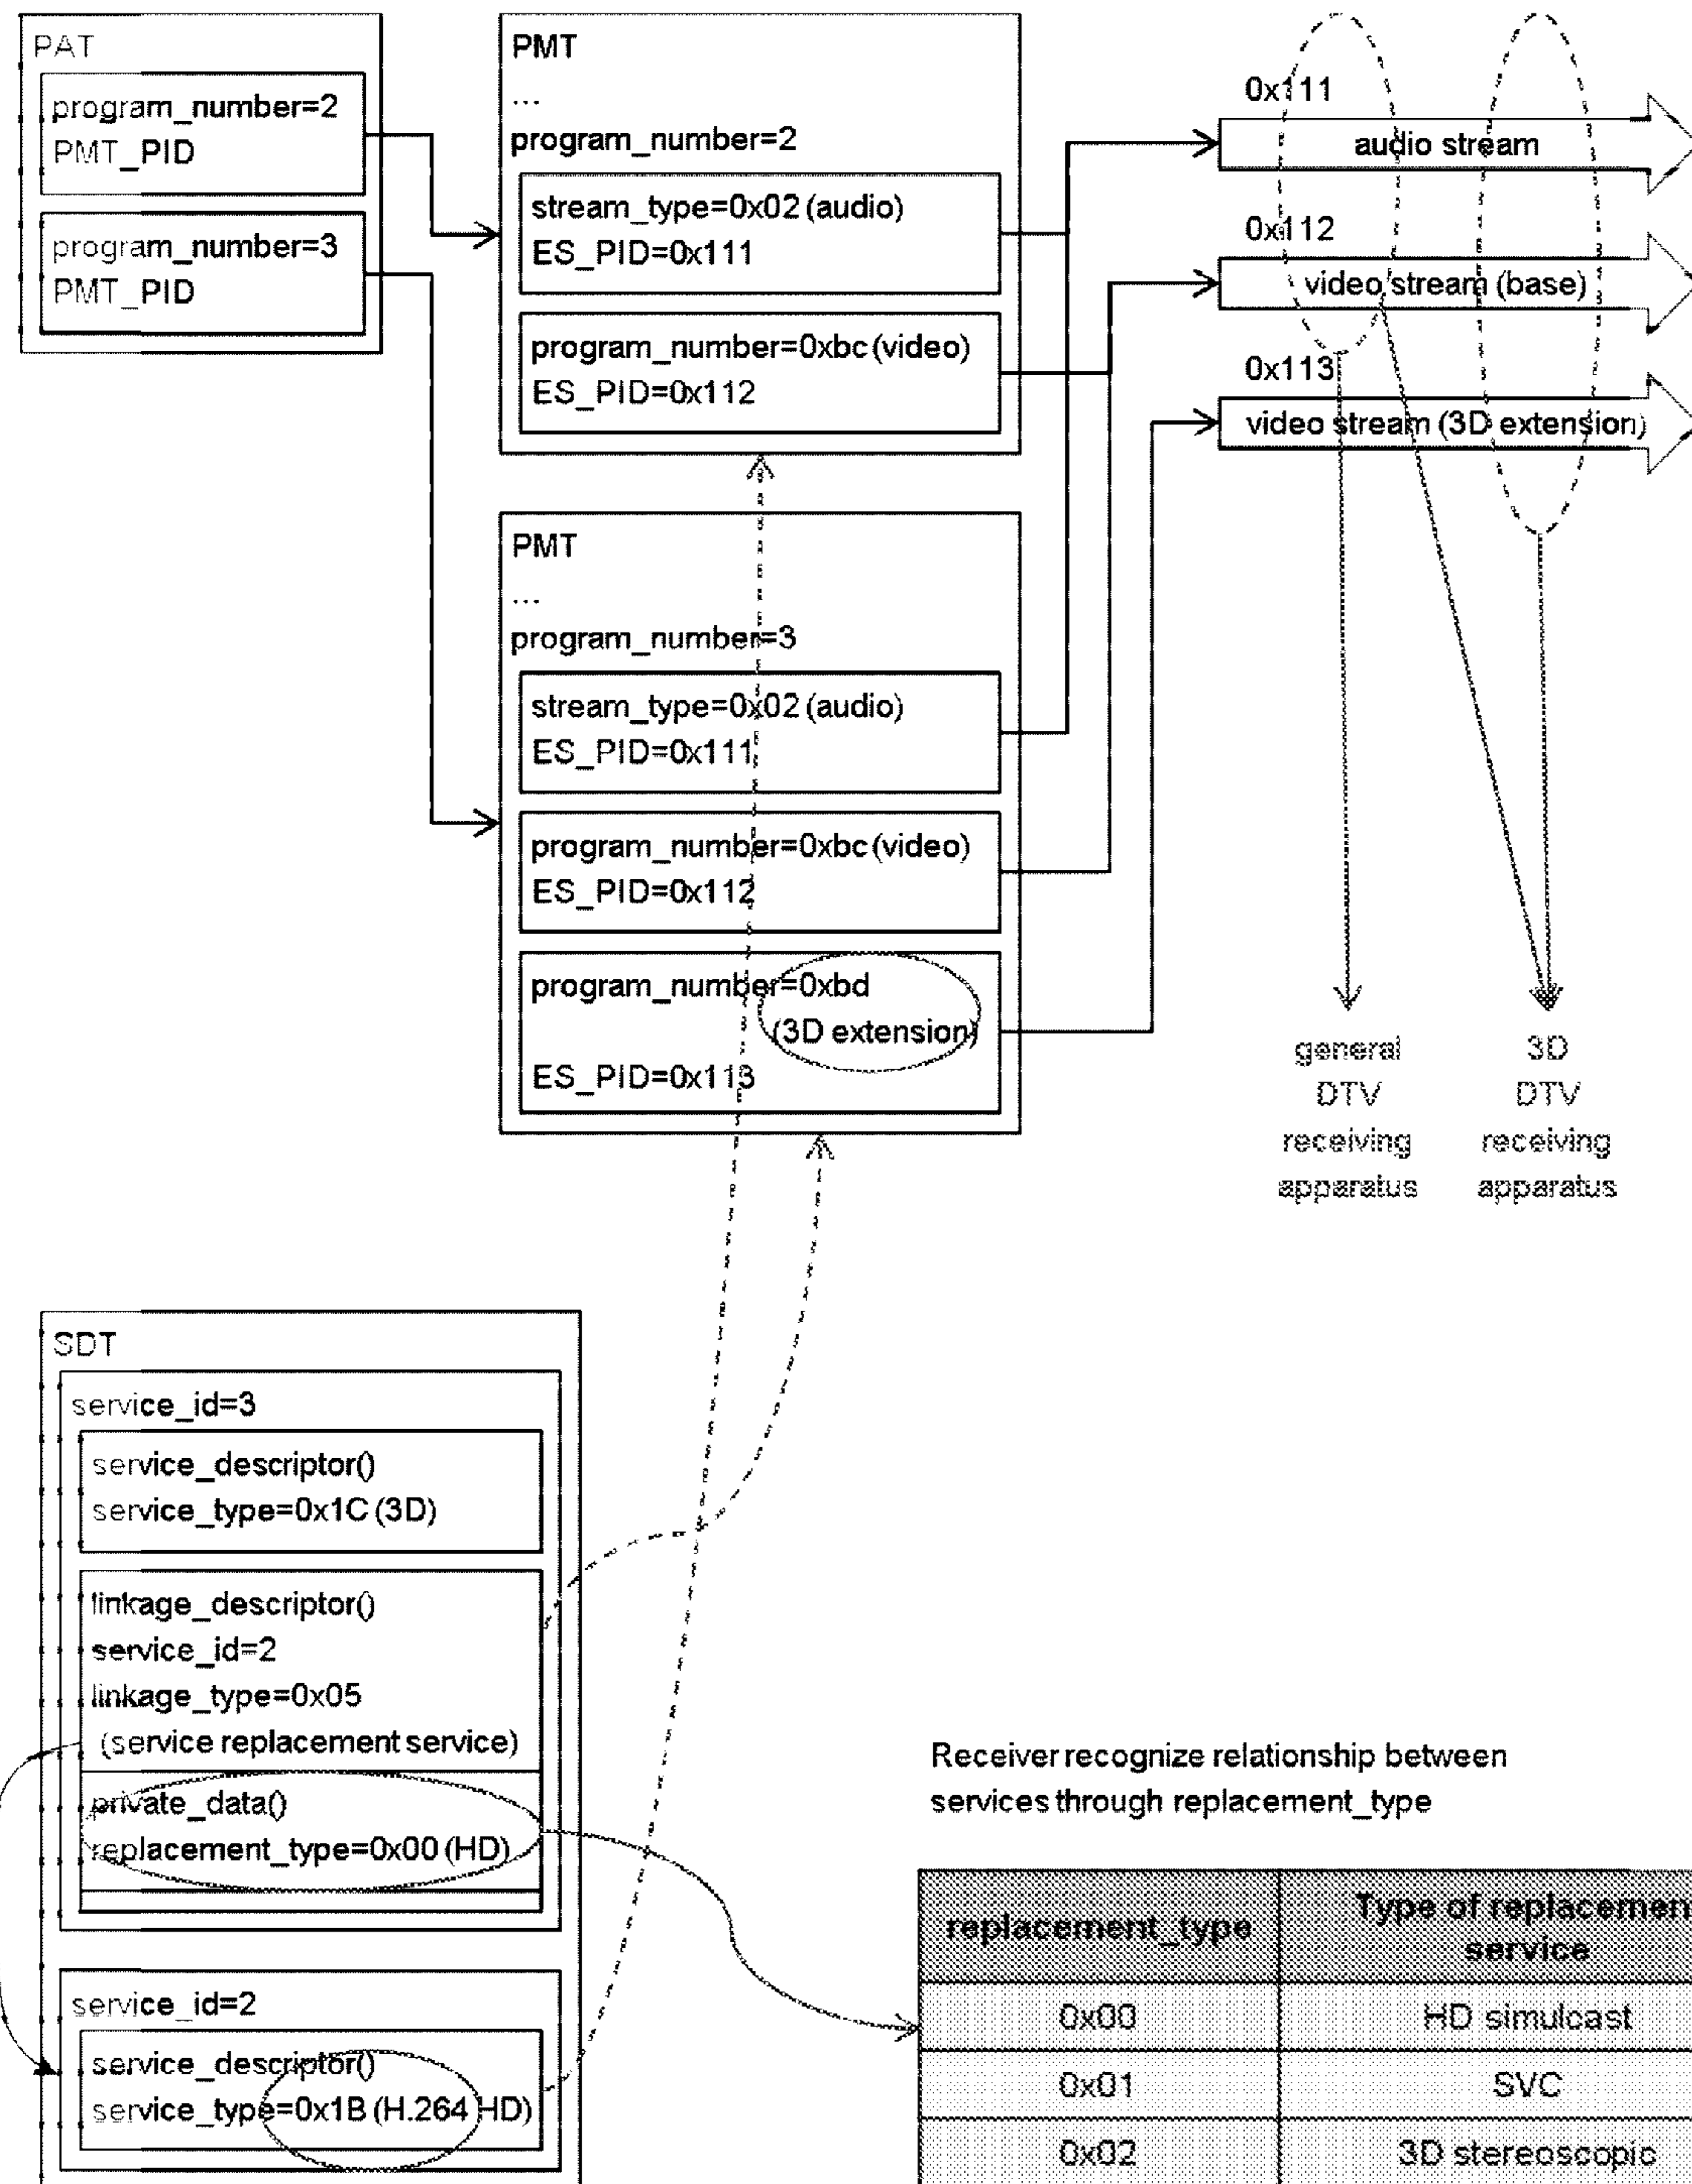 PAT
program_number=2
PMT_PID
program_number=3
PMT_PID
PMT
...
program_number=2
stream_type=0x02 (audio)
ES_PID=0x111
program_number=0xbc (video)
ES_PID=0x112
PMT
...
program_number=3
stream_type=0x02 (audio)
ES_PID=0x111
program_number=0xbc (video)
ES_PID=0x112
program_number=0xbd
(3D extension)
ES_PID=0x113
0x111
audio stream
0x112
video stream (base)
0x113
video stream (3D extension)
general
DTV
receiving
apparatus
3D
DTV
receiving
apparatus
SDT
service_id=3
service_descriptor()
service_type=0x1C (3D)
linkage_descriptor()
service_id=2
linkage_type=0x05
(service replacement service)
private_data()
replacement_type=0x00 (HD)
service_id=2
service_descriptor()
service_type=0x1B (H.264 HD)
Receiver recognize relationship between
services through replacement_type
replacement_type
Type of replacemen
service
0x00
HD simulcast
0x01
SVC
0x02
3D stereoscopic